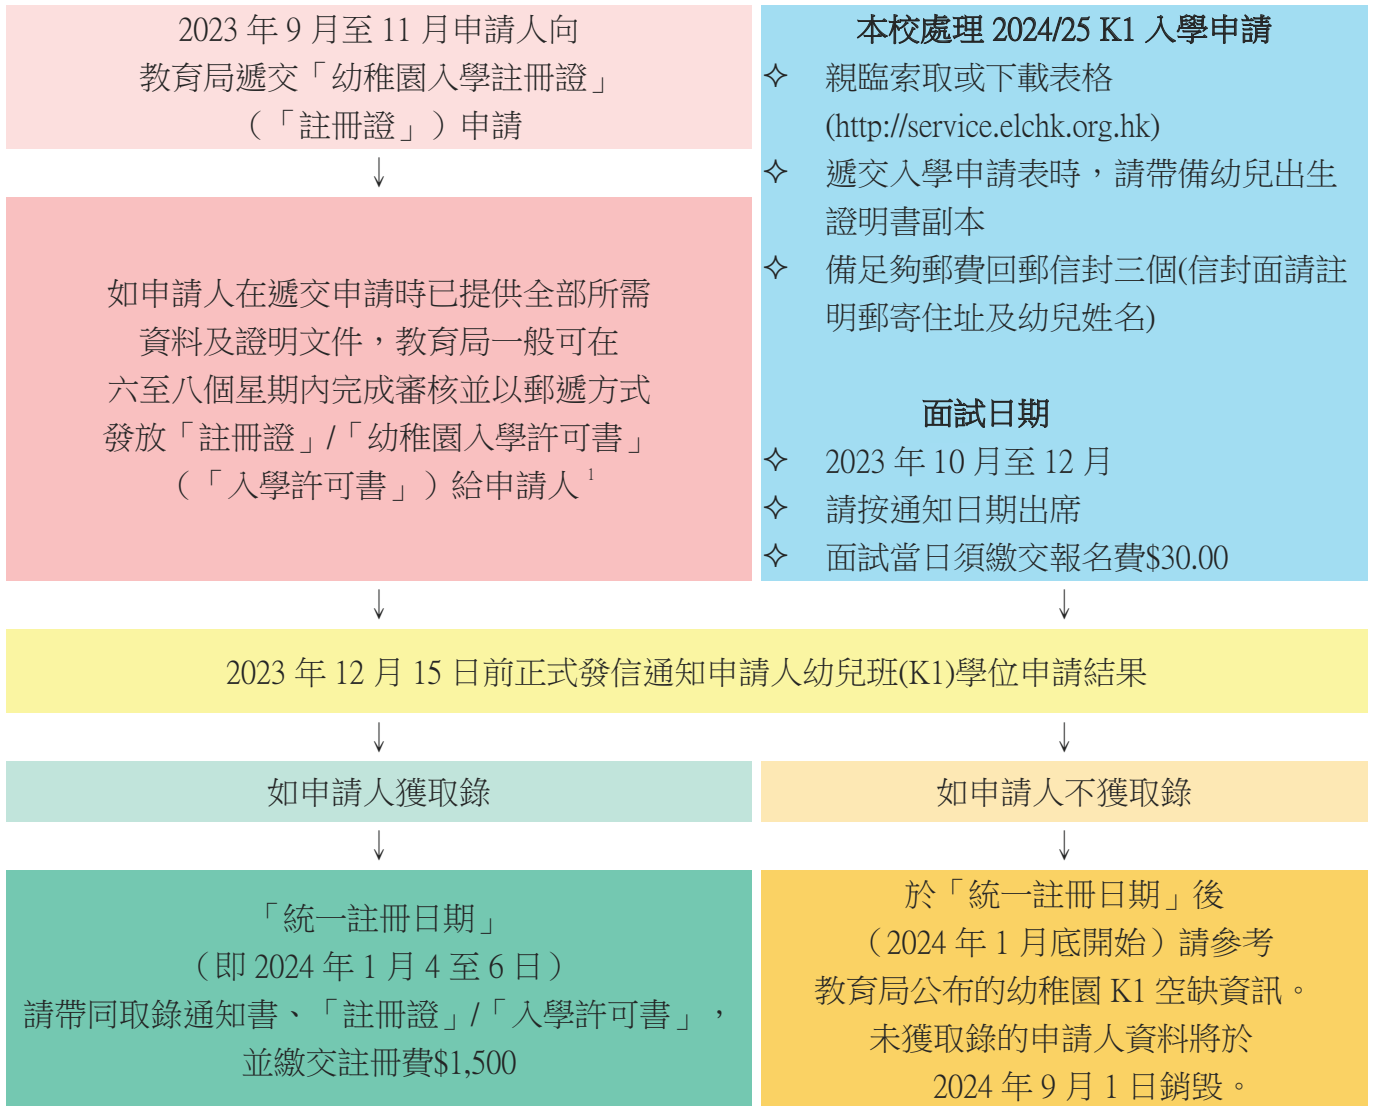 2023 年 9 月至 11 月申請人向
教育局遞交「幼稚園入學註冊證」
（「註冊證」）申請
↓
如申請人在遞交申請時已提供全部所需
資料及證明文件，教育局一般可在
六至八個星期內完成審核並以郵遞方式
發放「註冊證」/「幼稚園入學許可書」
（「入學許可書」）給申請人 1
本校處理 2024/25 K1 入學申請
✧ 親臨索取或下載表格
(http://service.elchk.org.hk)
✧ 遞交入學申請表時，請帶備幼兒出生
證明書副本
✧ 備足夠郵費回郵信封三個(信封面請註
明郵寄住址及幼兒姓名)
面試日期
✧ 2023 年 10 月至 12 月
✧ 請按通知日期出席
✧ 面試當日須繳交報名費$30.00
↓ ↓
2023 年 12 月 15 日前正式發信通知申請人幼兒班(K1)學位申請結果
↓ ↓
如申請人獲取錄
如申請人不獲取錄
↓ ↓
「統一註冊日期」
（即 2024 年 1 月 4 至 6 日）
請帶同取錄通知書、「註冊證」/「入學許可書」，
並繳交註冊費$1,500
於「統一註冊日期」後
（2024 年 1 月底開始）請參考
教育局公布的幼稚園 K1 空缺資訊。
未獲取錄的申請人資料將於
2024 年 9 月 1 日銷毀。